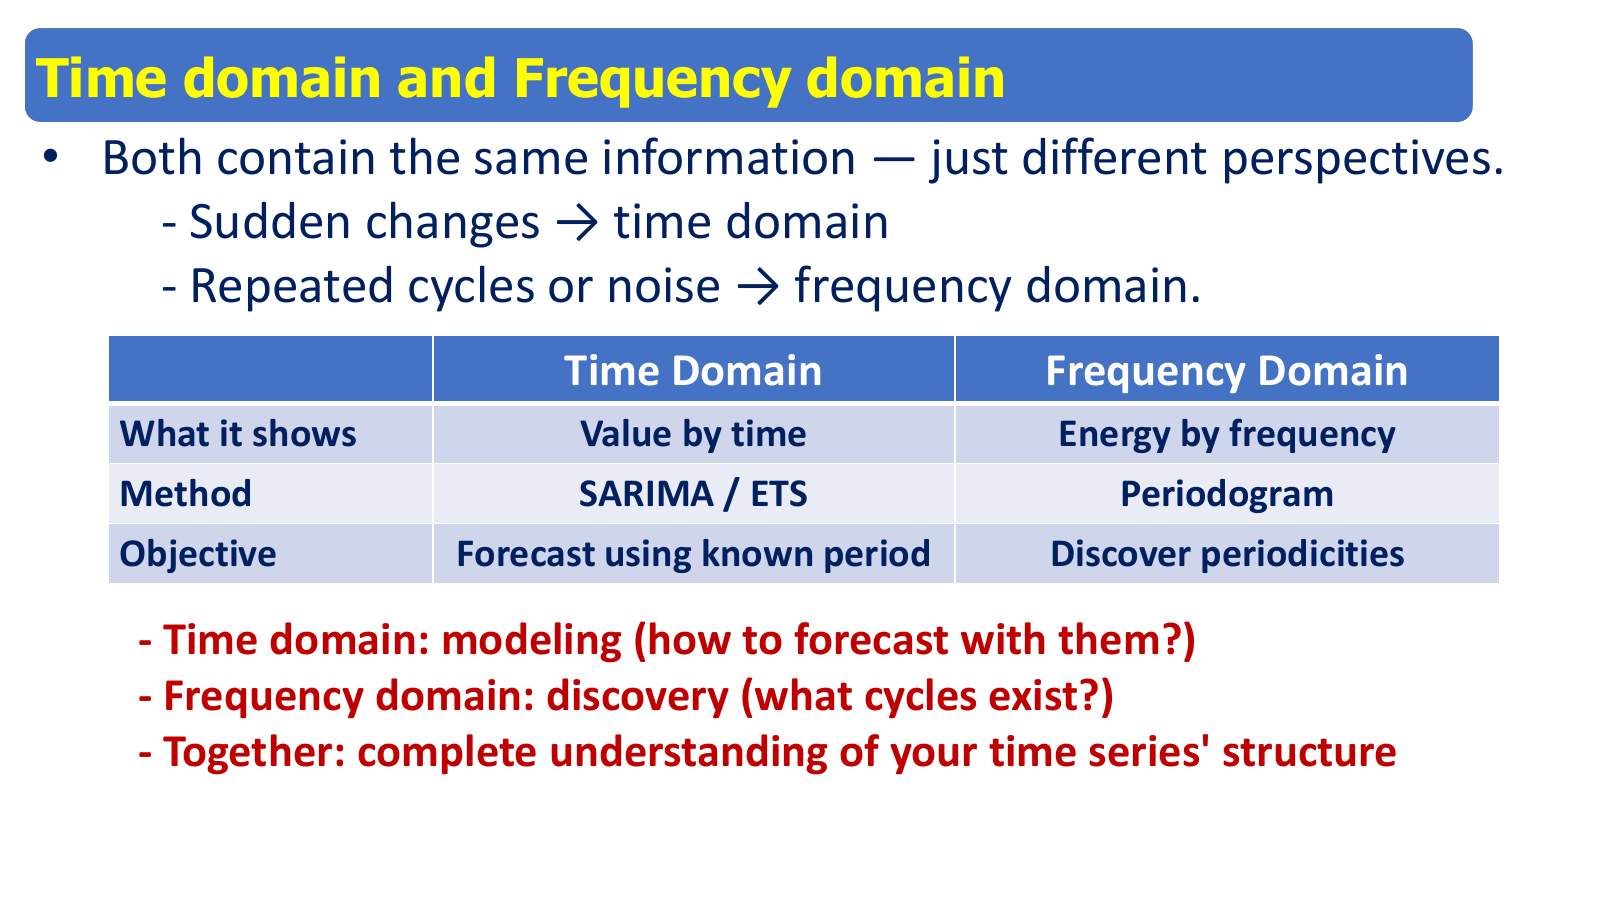 Time domain and Frequency domain
• Both contain the same information — just different perspectives.
- Sudden changes → time domain
- Repeated cycles or noise → frequency domain.
Time Domain Frequency Domain
What it shows Value by time Energy by frequency
Method SARIMA / ETS Periodogram
Objective Forecast using known period Discover periodicities
- Time domain: modeling (how to forecast with them?)
- Frequency domain: discovery (what cycles exist?)
- Together: complete understanding of your time series' structure